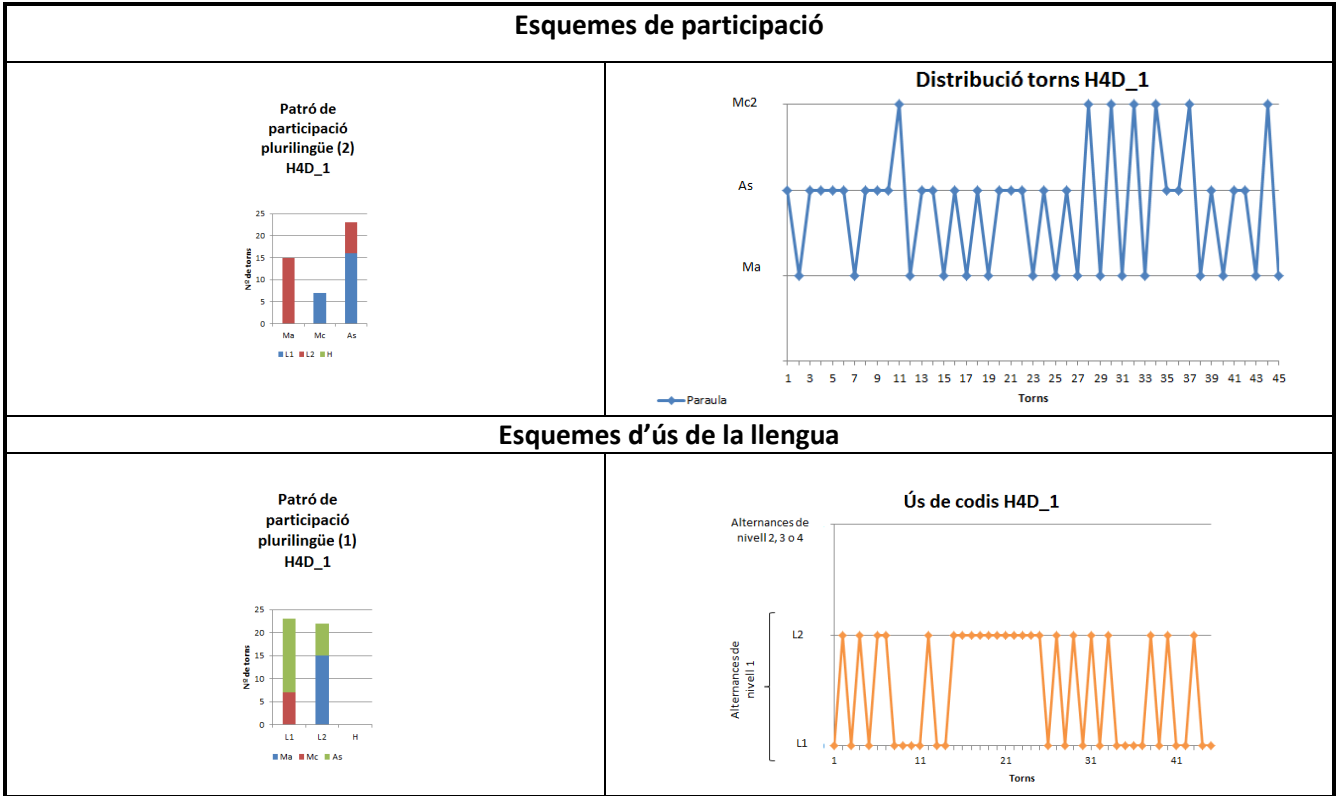 Esquemes de participació
Patró de
participació
plurilingüe (2)
H4D_1
25
20
15
10
5
0
Nº de torns
Ma Mc As
L1 L2 H
Distribució torns H4D_1
Mc2
As
Ma
1 3 5 7 9 11 13 15 17 19 21 23 25 27 29 31 33 35 37 39 41 43 45
Torns
Paraula
Esquemes d’ús de la llengua
Patró de
participació
plurilingüe (1)
H4D_1
25
20
15
10
5
0
Nº de torns
L1 L2 H
Ma Mc As
Ús de codis H4D_1
Alternances de
nivell 2, 3 o 4
Alternances de
nivell 1
L2
L1
1 11 21 31 41
Torns